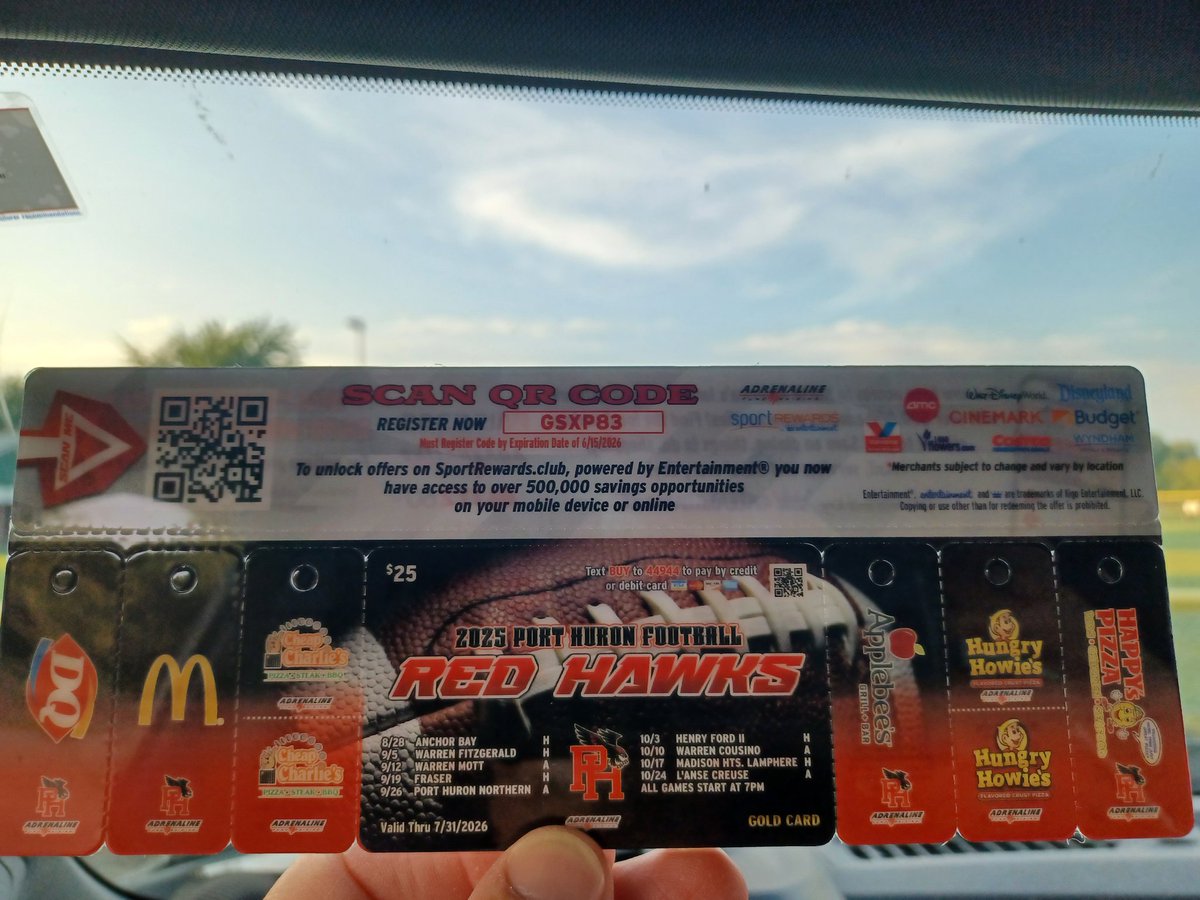 SCAN ME
SCAN QR CODE
REGISTER NOW GSXP83
Must Register Code by Expiration Date of 6/15/2026
To unlock offers on SportRewards.club, powered by Entertainment® you now
have access to over 500,000 savings opportunities
on your mobile device or online
ADRENALINE
sportREWARDS
entertainment
amc
Walt Disney World
Disneyland
CINEMARK
Budget
1 800 flowers.com
Costco
WYNDHAM
*Merchants subject to change and vary by location
Entertainment®, entertainment, and are trademarks of Kigo Entertainment, LLC.
Copying or use other than for redeeming the offer is prohibited.
DQ
PH
ADRENALINE
M
PH
ADRENALINE
Cheap
Charlie's
PIZZA • STEAK • BBQ
ADRENALINE
Cheap
Charlie's
PIZZA • STEAK • BBQ
ADRENALINE
$25
Text BUY to 44944 to pay by credit
or debit card
2025 PORT HURON FOOTBALL
RED HAWKS
8/28 ANCHOR BAY H
9/5 WARREN FITZGERALD H
9/12 WARREN MOTT A
9/19 FRASER H
9/26 PORT HURON NORTHERN A
PH
10/3 HENRY FORD II H
10/10 WARREN COUSINO A
10/17 MADISON HTS. LAMPHERE H
10/24 L'ANSE CREUSE A
ALL GAMES START AT 7PM
Valid Thru 7/31/2026
ADRENALINE
GOLD CARD
Applebee's
GRILL + BAR
PH
ADRENALINE
Hungry
Howie's
FLAVORED CRUST PIZZA
ADRENALINE
Hungry
Howie's
FLAVORED CRUST PIZZA
ADRENALINE
HAPPY'S
PIZZA
PH
ADRENALINE